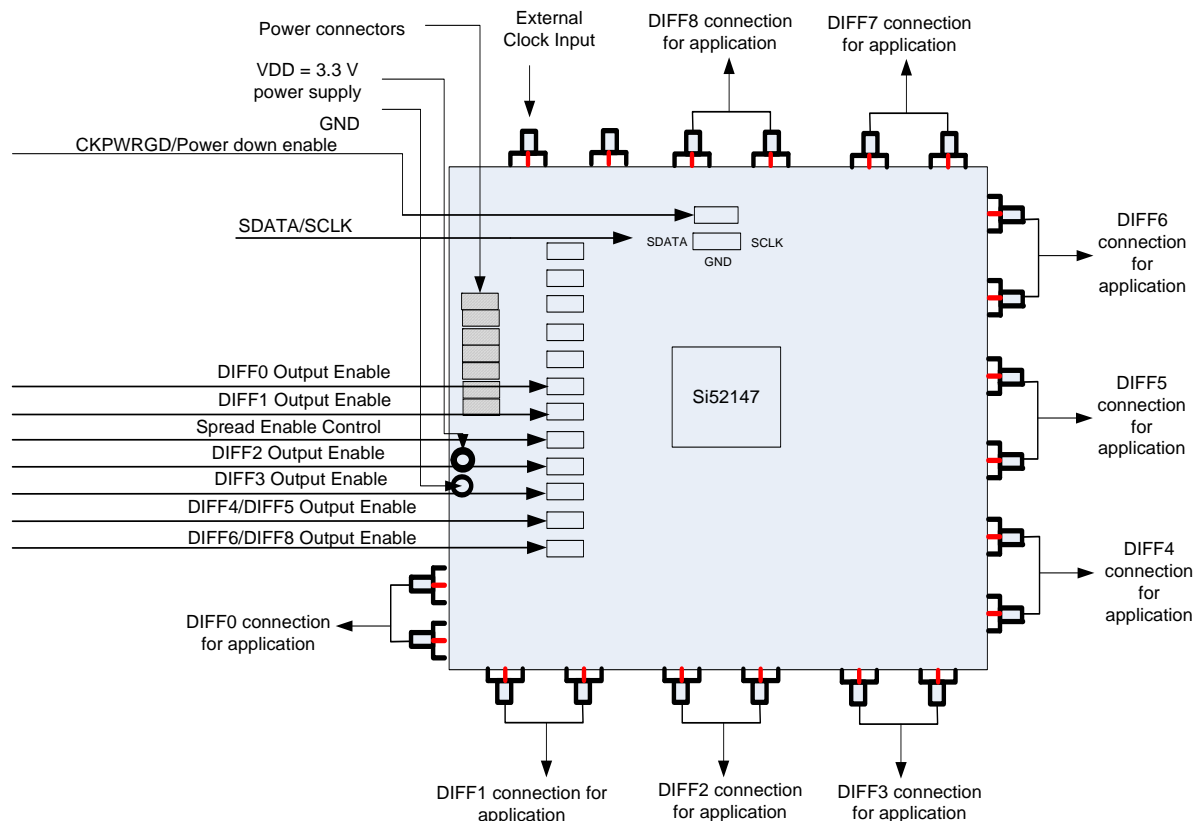 Power connectors
External
Clock Input
DIFF8 connection
for application
DIFF7 connection
for application
VDD = 3.3 V
power supply
GND
CKPWRGD/Power down enable
SDATA/SCLK
SDATA
SCLK
GND
DIFF6
connection
for
application
Si52147
DIFF5
connection
for
application
DIFF0 Output Enable
DIFF1 Output Enable
Spread Enable Control
DIFF2 Output Enable
DIFF3 Output Enable
DIFF4/DIFF5 Output Enable
DIFF6/DIFF8 Output Enable
DIFF4
connection
for
application
DIFF0 connection
for application
DIFF1 connection for
application
DIFF2 connection
for application
DIFF3 connection
for application